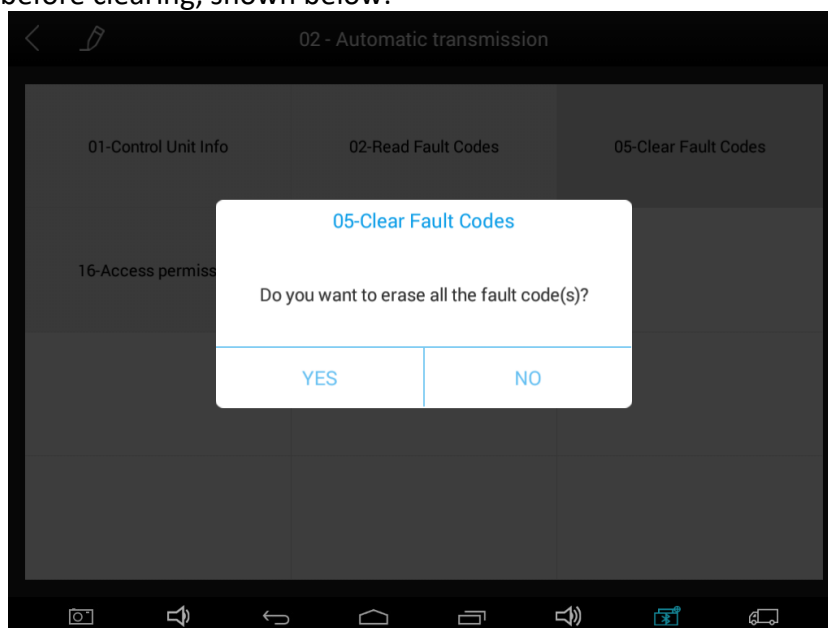 before clearing, shown below:
02 - Automatic transmission
01-Control Unit Info
02-Read Fault Codes
05-Clear Fault Codes
05-Clear Fault Codes
16-Access permiss
Do you want to erase all the fault code(s)?
YES
NO